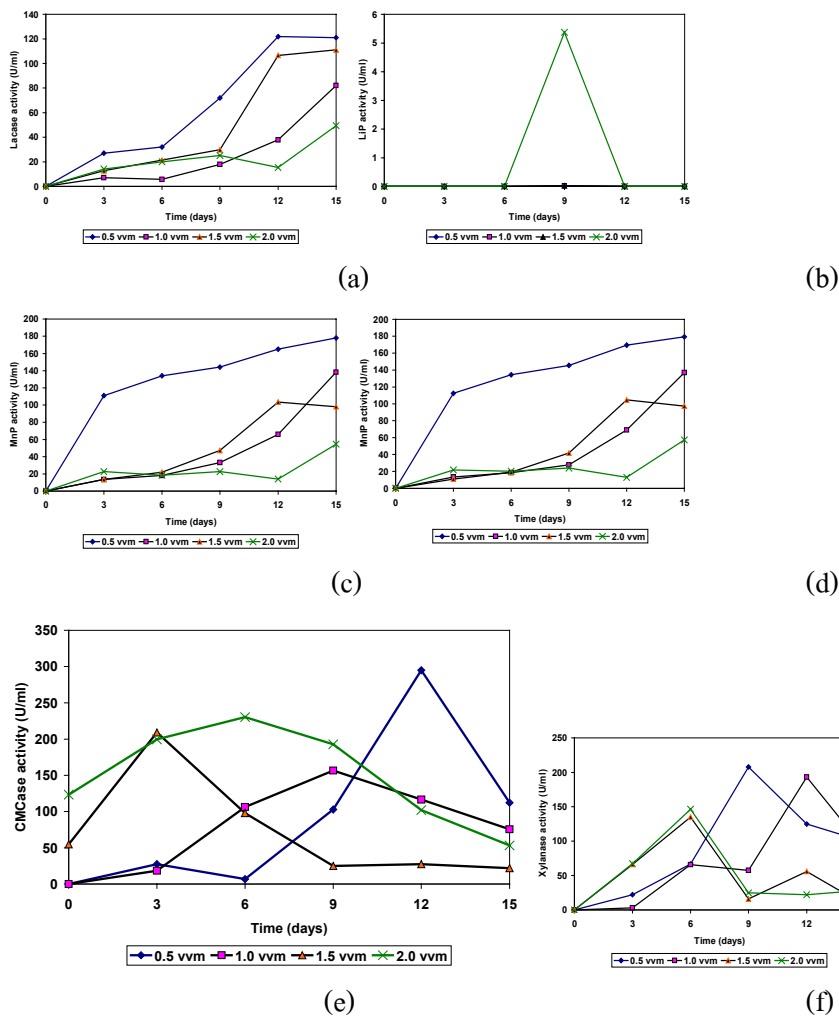 140
120
100
80
60
40
20
0
Lacase activity (U/ml)
0 3 6 9 12 15
Time (days)
0.5 vvm 1.0 vvm 1.5 vvm 2.0 vvm
(a)
6
5
4
3
2
1
0
LiP activity (U/ml)
0 3 6 9 12 15
Time (days)
0.5 vvm 1.0 vvm 1.5 vvm 2.0 vvm
(b)
200
180
160
140
120
100
80
60
40
20
0
MnP activity (U/ml)
0 3 6 9 12 15
Time (days)
0.5 vvm 1.0 vvm 1.5 vvm 2.0 vvm
(c)
200
180
160
140
120
100
80
60
40
20
0
MnIP activity (U/ml)
0 3 6 9 12 15
Time (days)
0.5 vvm 1.0 vvm 1.5 vvm 2.0 vvm
(d)
350
300
250
200
150
100
50
0
CMCase activity (U/ml)
0 3 6 9 12 15
Time (days)
0.5 vvm 1.0 vvm 1.5 vvm 2.0 vvm
(e)
250
200
150
100
50
0
Xylanase activity (U/ml)
0 3 6 9 12
Time (days)
0.5 vvm 1.0 vvm 1.5 vvm 2.0 vvm
(f)